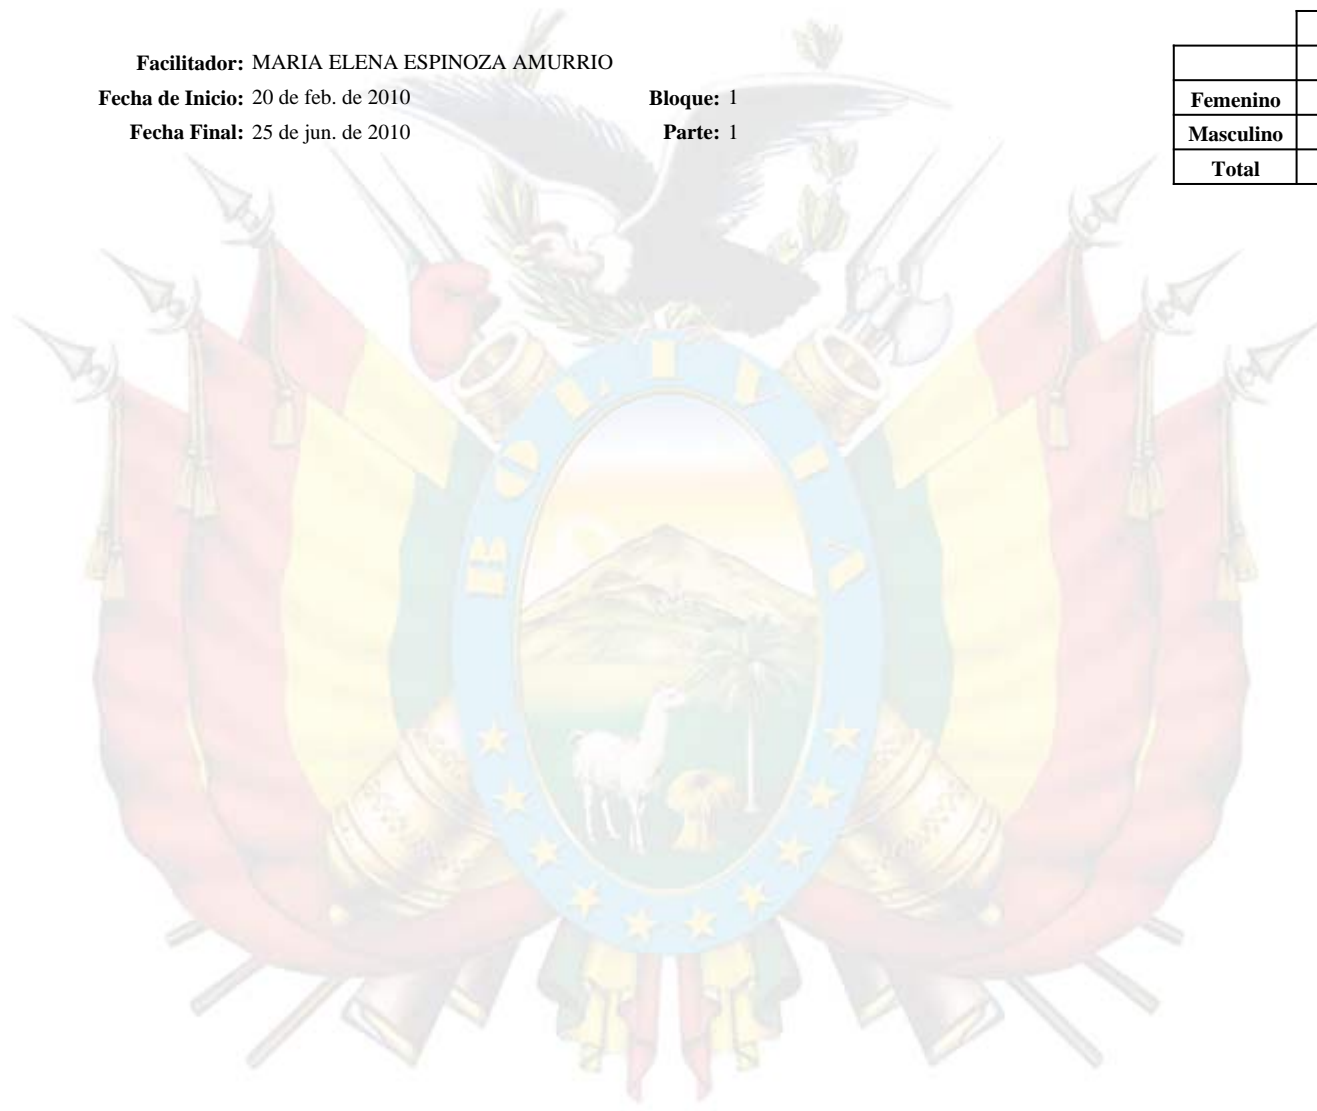 Facilitador: MARIA ELENA ESPINOZA AMURRIO
Fecha de Inicio: 20 de feb. de 2010 Bloque: 1
Fecha Final: 25 de jun. de 2010 Parte: 1
Femenino
Masculino
Total
BOLIVIA